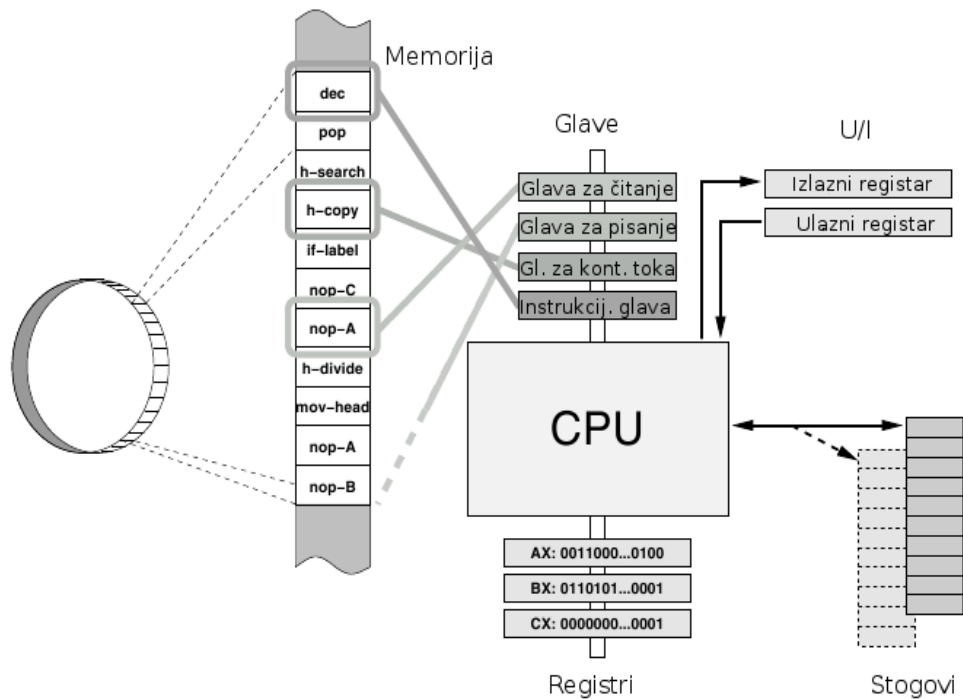 Memorija
dec
pop
h-search
h-copy
if-label
nop-C
nop-A
h-divide
mov-head
nop-A
nop-B
Glave
Glava za čitanje
Glava za pisanje
Gl. za kont. toka
Instrukcij. glava
U/I
Izlazni registar
Ulazni registar
CPU
AX: 0011000...0100
BX: 0110101...0001
CX: 0000000...0001
Registri
Stogovi